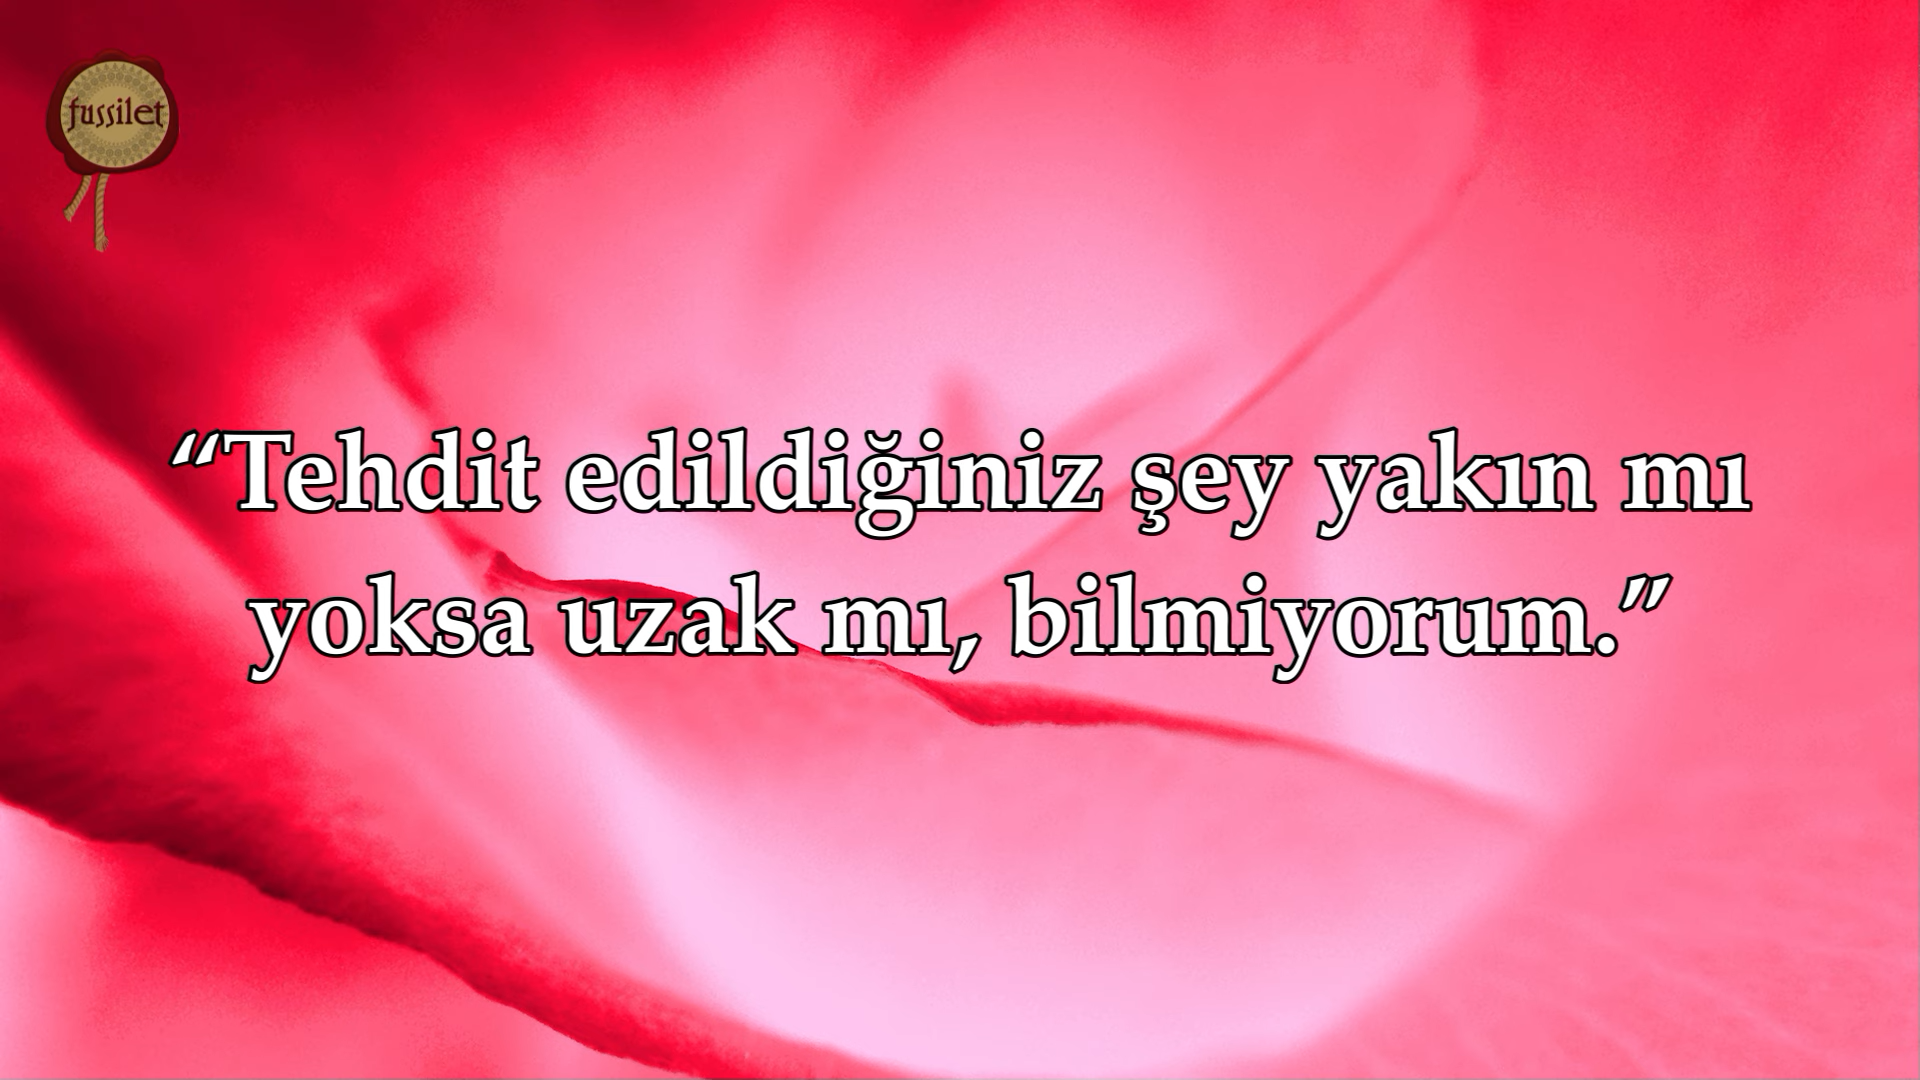 fussilet
“Tehdit edildiğiniz şey yakın mı
yoksa uzak mı, bilmiyorum.”